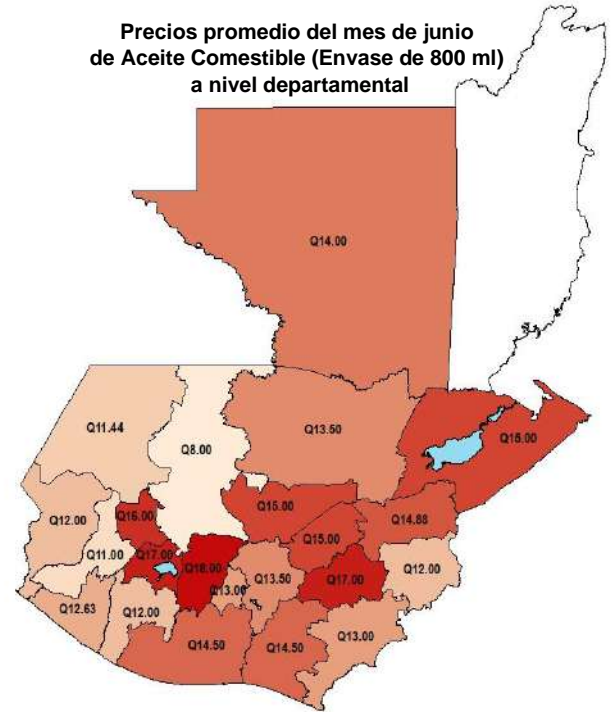 Precios promedio del mes de junio
de Aceite Comestible (Envase de 800 ml)
a nivel departamental
Q14.00
Q11.44
Q8.00
Q13.50
Q15.00
Q12.00
Q16.00
Q15.00
Q14.88
Q11.00
Q17.00
Q18.00
Q13.00
Q13.50
Q15.00
Q17.00
Q12.00
Q12.63
Q12.00
Q14.50
Q14.50
Q13.00